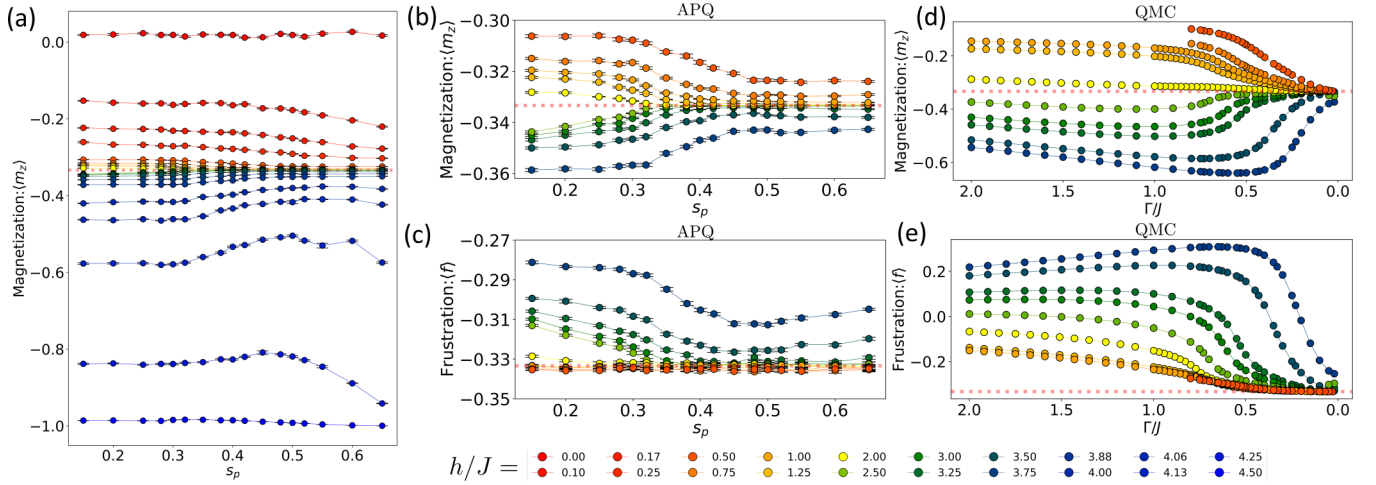 (a)
Magnetization:⟨m_z⟩
0.0
−0.2
−0.4
−0.6
−0.8
−1.0
0.2 0.3 0.4 0.5 0.6
s_p
(b)
APQ
Magnetization:⟨m_z⟩
−0.30
−0.32
−0.34
−0.36
0.2 0.3 0.4 0.5 0.6
s_p
(c)
APQ
Frustration:⟨f⟩
−0.27
−0.29
−0.31
−0.33
−0.35
0.2 0.3 0.4 0.5 0.6
s_p
(d)
QMC
Magnetization:⟨m_z⟩
−0.2
−0.4
−0.6
2.0 1.5 1.0 0.5 0.0
Γ/J
(e)
QMC
Frustration:⟨f⟩
0.2
0.0
−0.2
2.0 1.5 1.0 0.5 0.0
Γ/J
h/J =
0.00 0.17 0.50 1.00 2.00 3.00 3.50 3.88 4.06 4.25
0.10 0.25 0.75 1.25 2.50 3.25 3.75 4.00 4.13 4.50